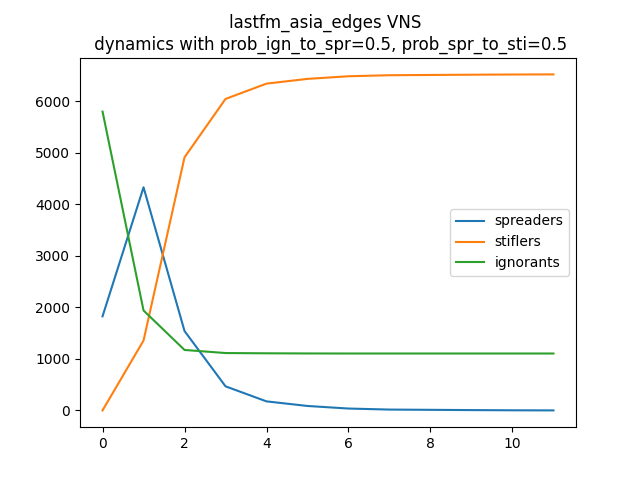 lastfm_asia_edges VNS
dynamics with prob_ign_to_spr=0.5, prob_spr_to_sti=0.5
6000
5000
4000
3000
2000
1000
0
spreaders
stiflers
ignorants
0 2 4 6 8 10